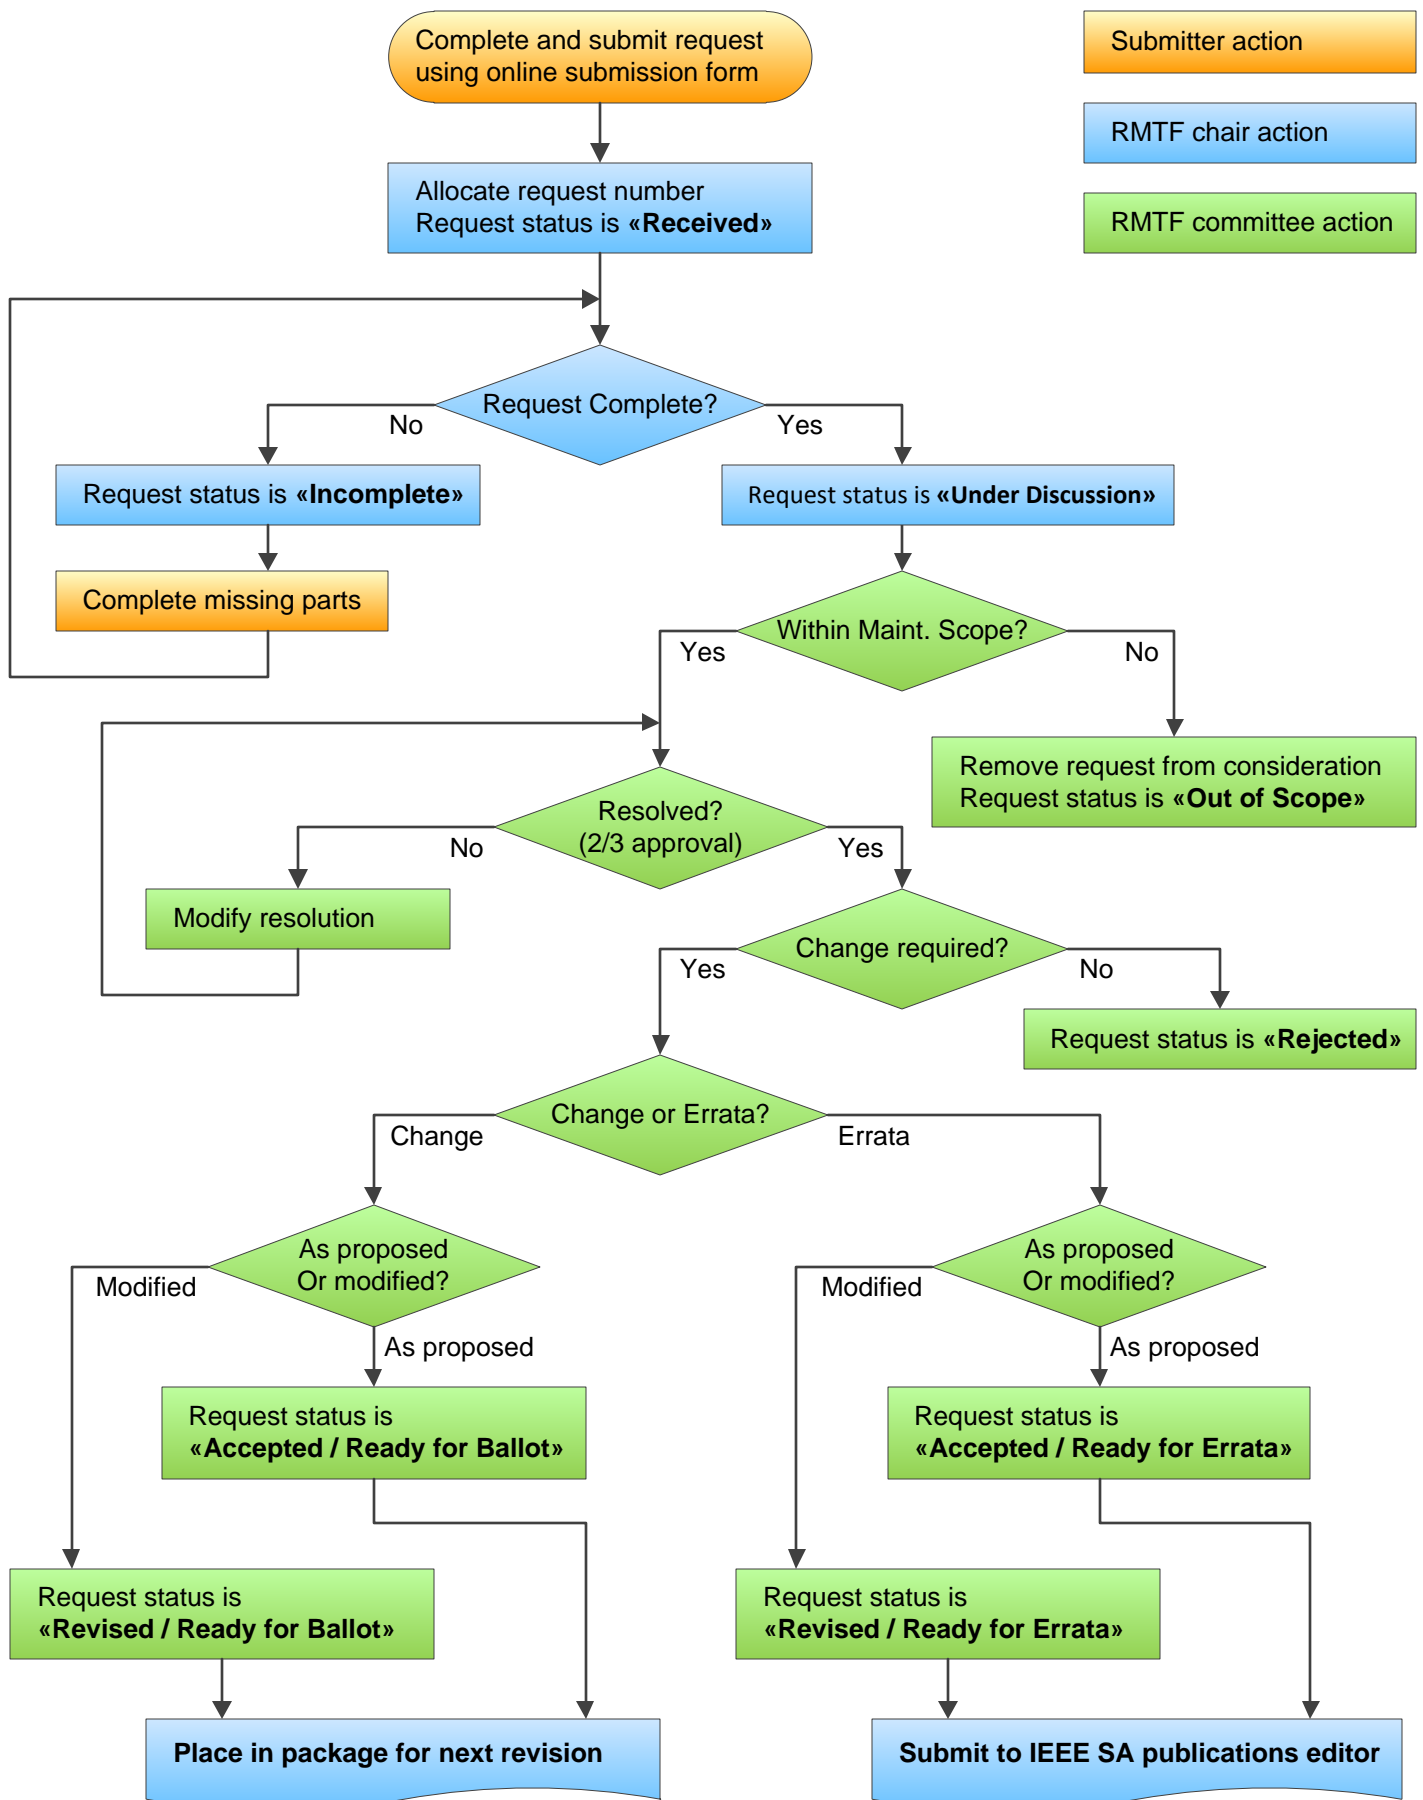 Complete and submit request
using online submission form
Submitter action
RMTF chair action
RMTF committee action
Allocate request number
Request status is «Received»
Request Complete?
No
Yes
Request status is «Incomplete»
Request status is «Under Discussion»
Complete missing parts
Within Maint. Scope?
Yes
No
Remove request from consideration
Request status is «Out of Scope»
Resolved?
(2/3 approval)
No
Yes
Modify resolution
Change required?
Yes
No
Request status is «Rejected»
Change or Errata?
Change
Errata
As proposed
Or modified?
Modified
As proposed
As proposed
Or modified?
Modified
As proposed
Request status is
«Accepted / Ready for Ballot»
Request status is
«Accepted / Ready for Errata»
Request status is
«Revised / Ready for Ballot»
Request status is
«Revised / Ready for Errata»
Place in package for next revision
Submit to IEEE SA publications editor